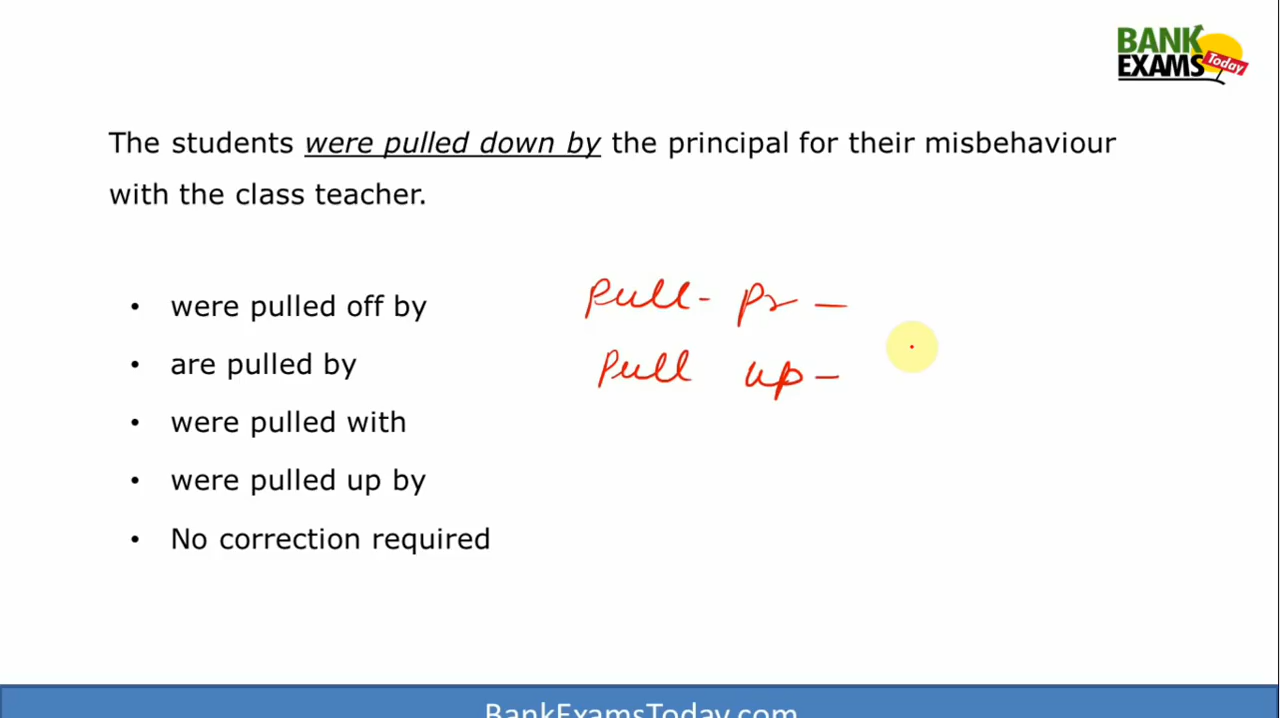 BANK
EXAMS Today
The students were pulled down by the principal for their misbehaviour
with the class teacher.
• were pulled off by
• are pulled by
• were pulled with
• were pulled up by
• No correction required
pull - pr –
pull up –
BankExamsToday.com